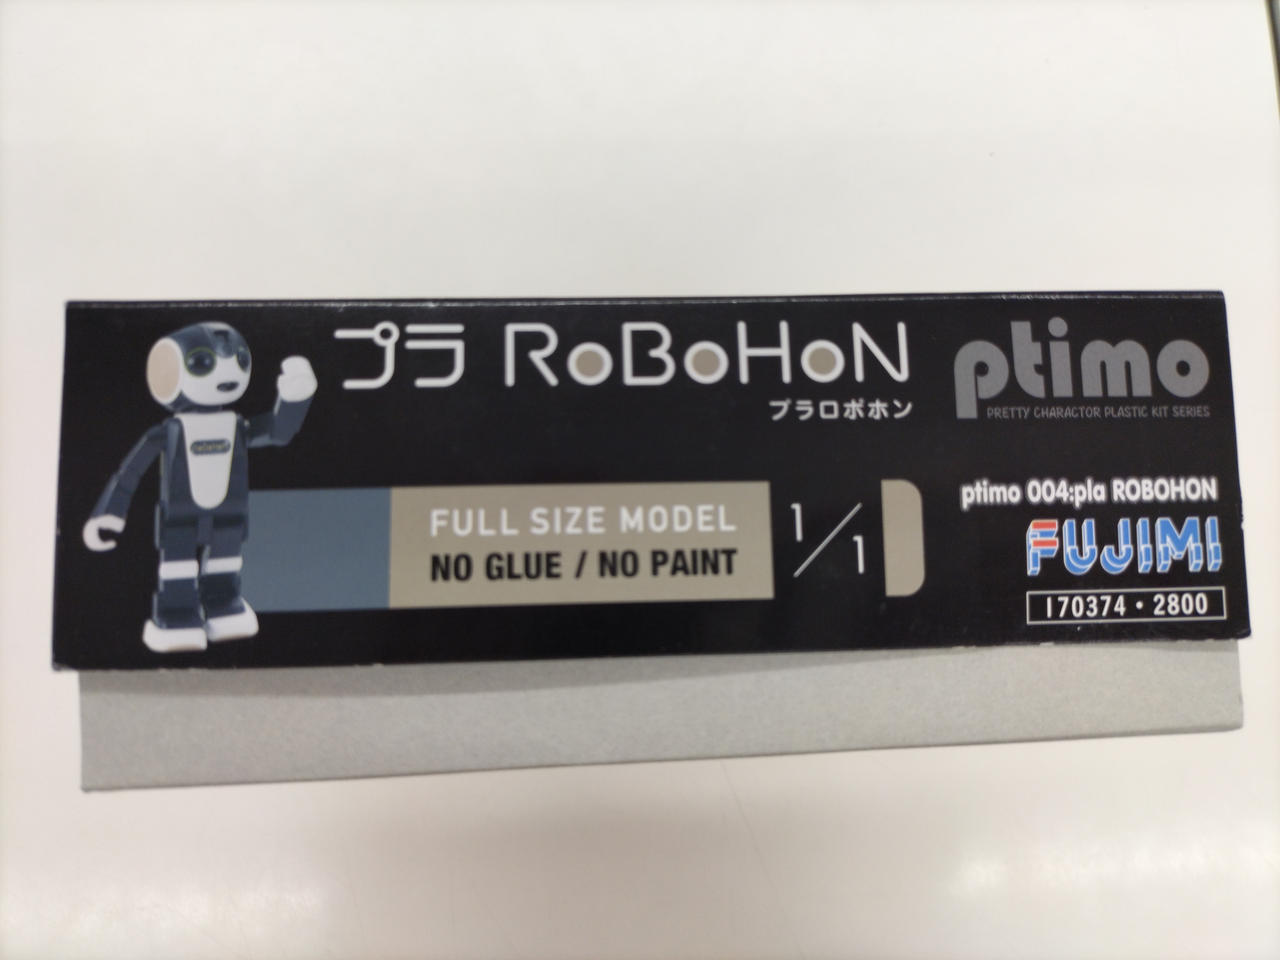 プラ RoBoHoN
プラロボホン
ptimo
PRETTY CHARACTOR PLASTIC KIT SERIES
FULL SIZE MODEL
NO GLUE / NO PAINT
1/1
ptimo 004:pla ROBOHON
FUJIMI
170374・2800